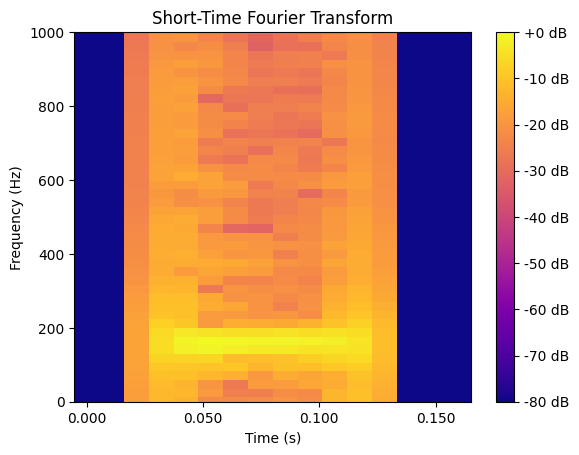 Short-Time Fourier Transform
1000
800
600
400
200
0
Frequency (Hz)
0.000
0.050
0.100
0.150
Time (s)
+0 dB
-10 dB
-20 dB
-30 dB
-40 dB
-50 dB
-60 dB
-70 dB
-80 dB